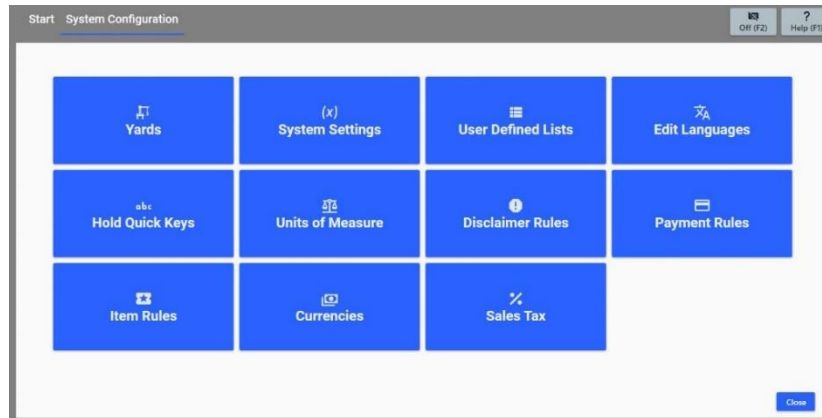 Start System Configuration
Off (F2)
?
Help (F1)
Yards
(x)
System Settings
User Defined Lists
Edit Languages
abc
Hold Quick Keys
Units of Measure
Disclaimer Rules
Payment Rules
Item Rules
Currencies
%
Sales Tax
Close